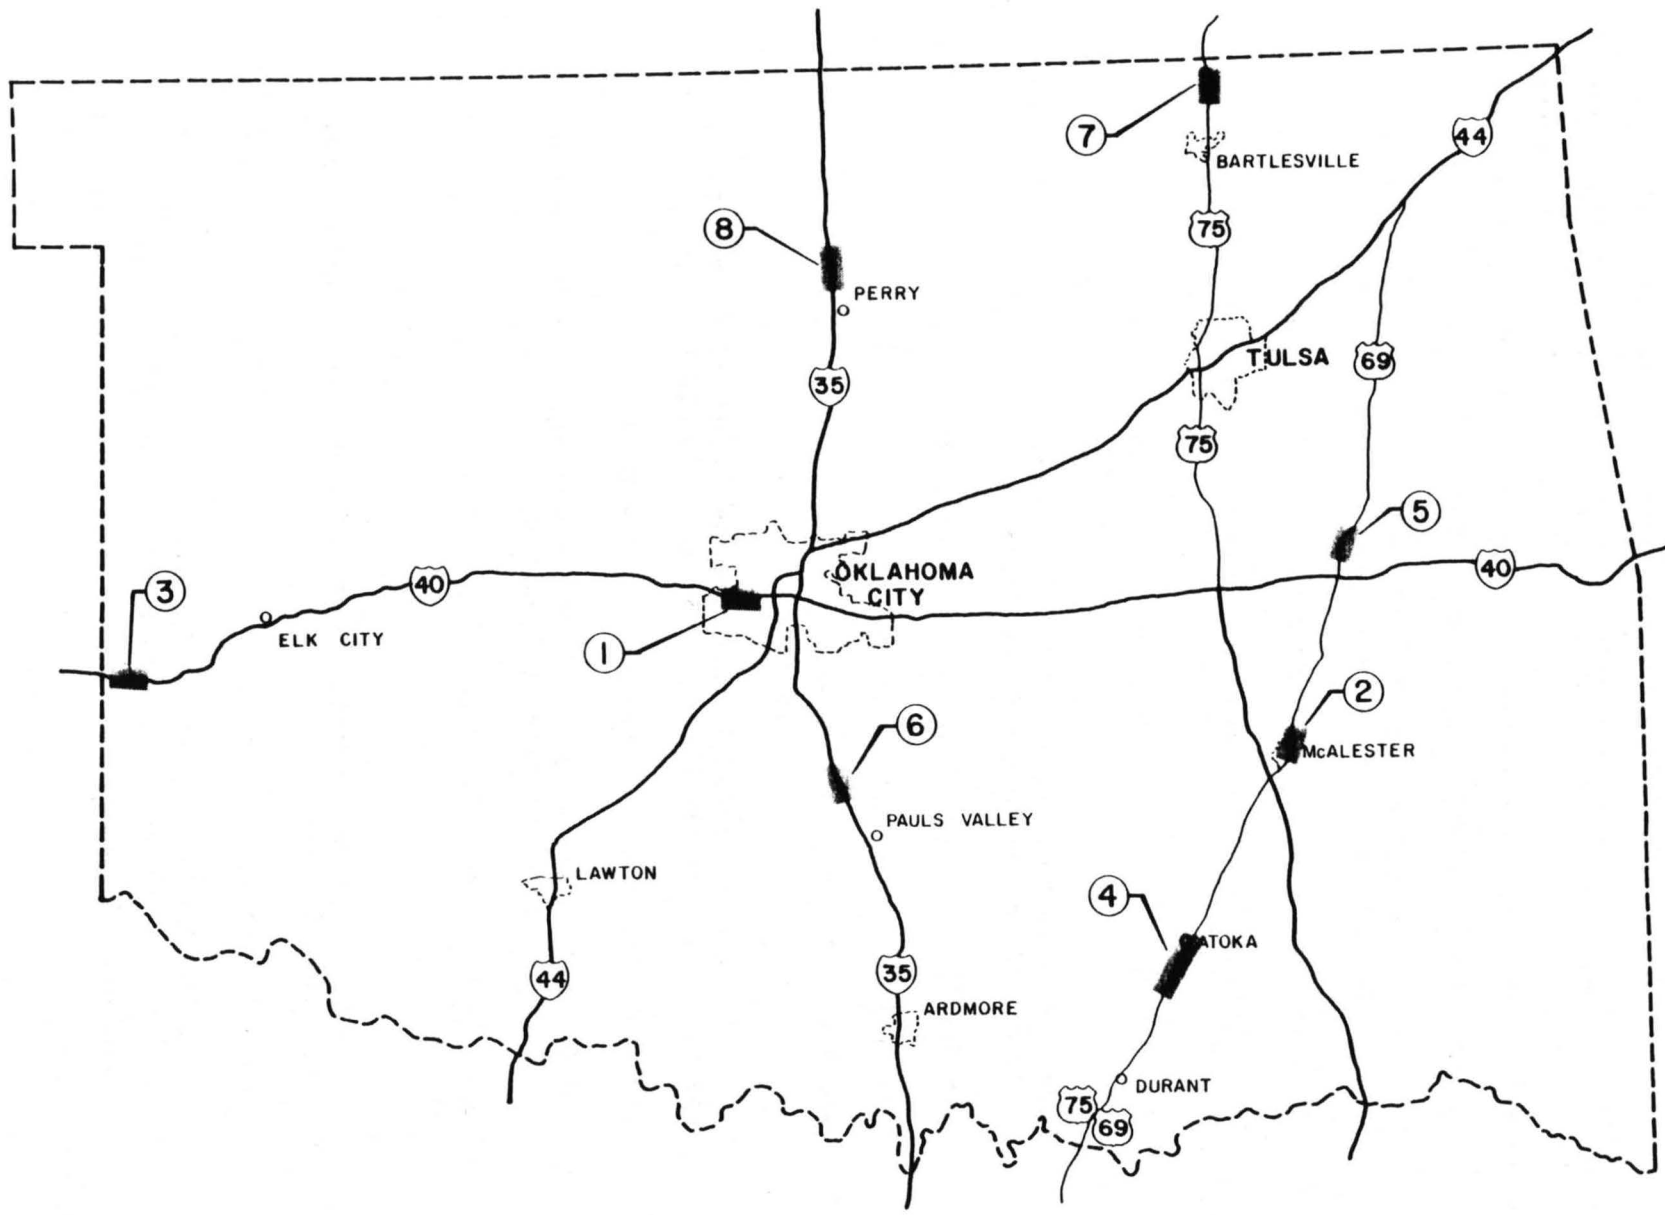 7
44
BARTLESVILLE
8
75
PERRY
TULSA
69
35
75
5
OKLAHOMA
CITY
40
40
3
ELK CITY
1
2
6
McALESTER
PAULS VALLEY
LAWTON
4
ATOKA
44
35
ARDMORE
DURANT
75
69